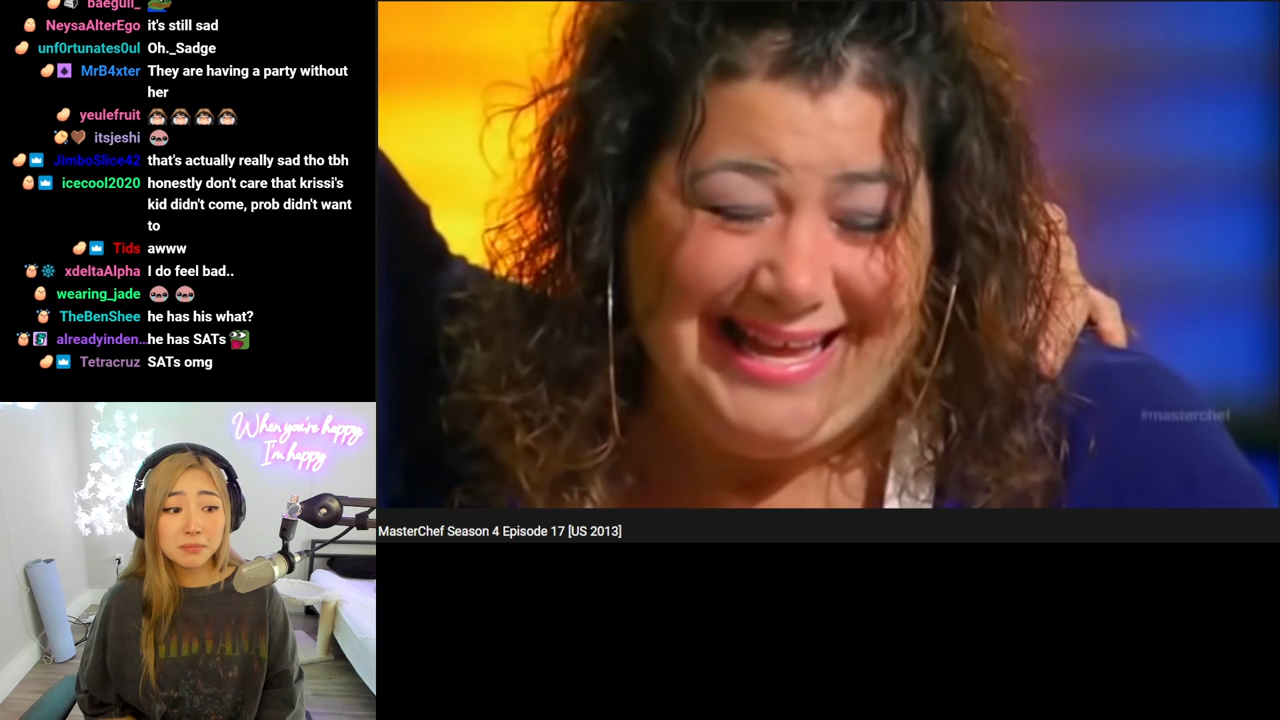 baeguli_
NeysaAlterEgo it's still sad
unf0rtunates0ul Oh._Sadge
MrB4xter They are having a party without
her
yeulefruit
itsjeshi
JimboSlice42 that's actually really sad tho tbh
icecool2020 honestly don't care that krissi's
kid didn't come, prob didn't want
to
Tids awww
xdeltaAlpha I do feel bad..
wearing_jade
TheBenShee he has his what?
alreadyinden... he has SATs
Tetracruz SATs omg
When you're happy
I'm happy
NIRVANA
#masterchef
MasterChef Season 4 Episode 17 [US 2013]